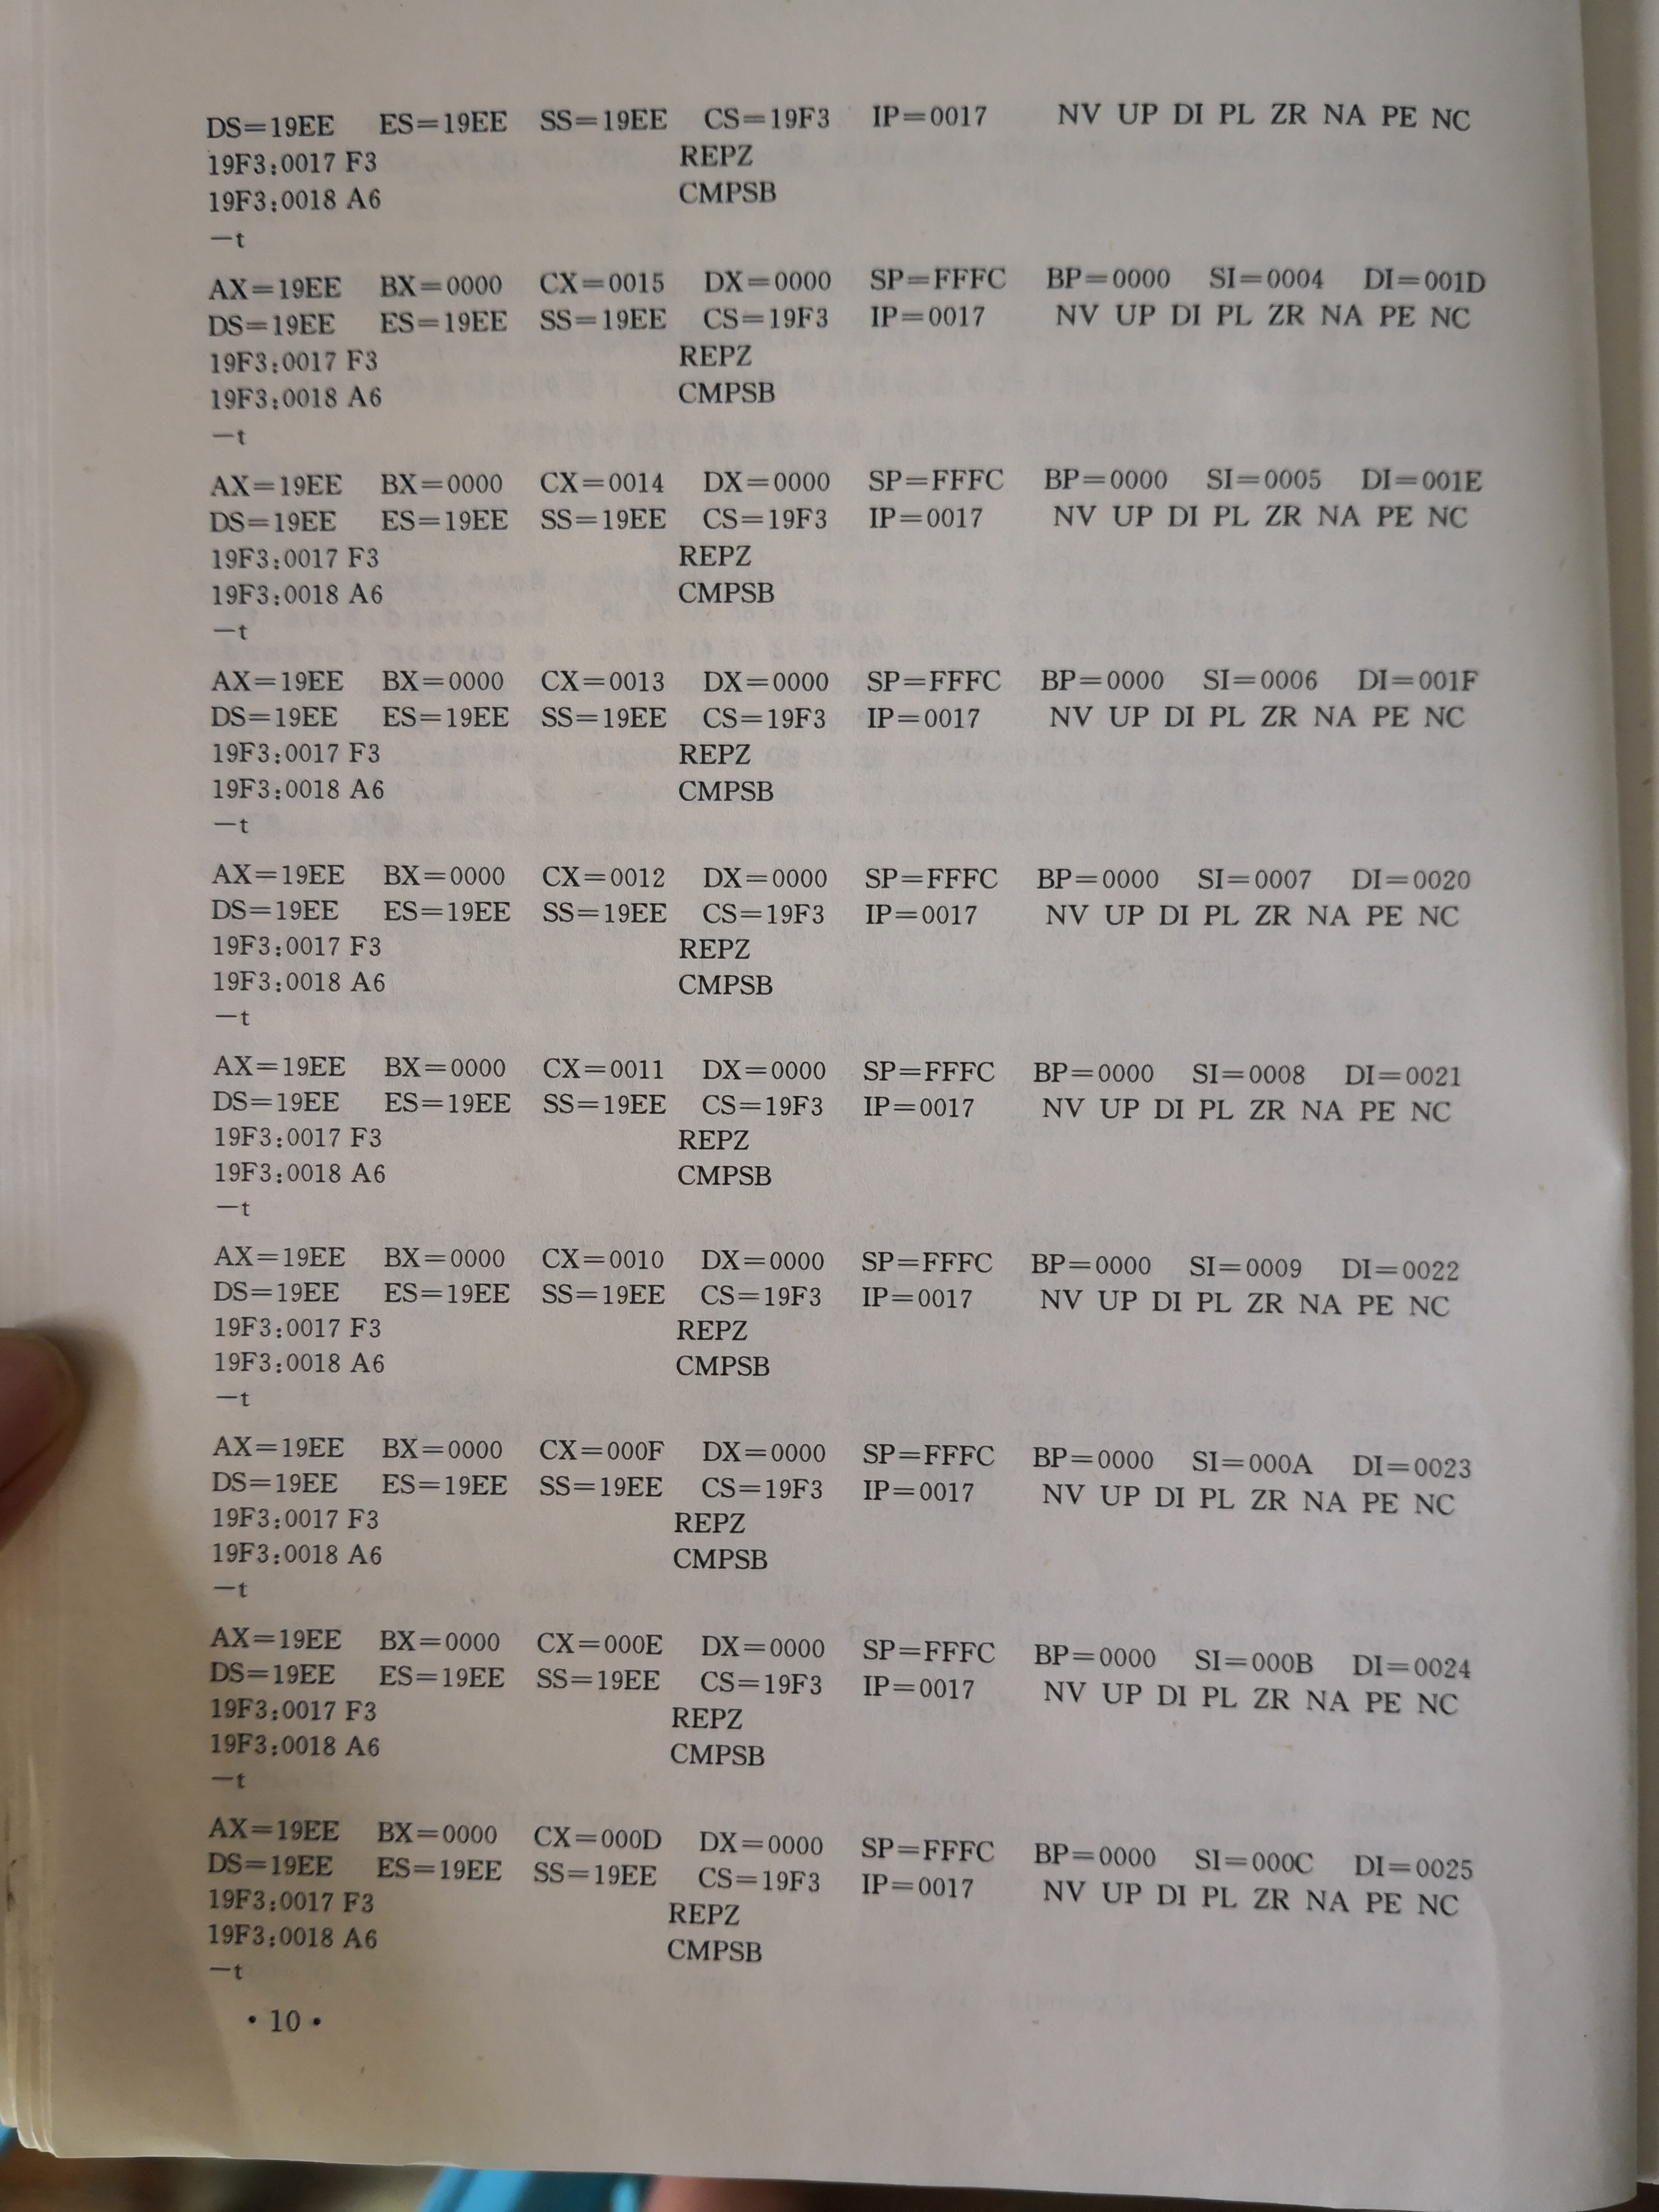 DS=19EE ES=19EE SS=19EE CS=19F3 IP=0017 NV UP DI PL ZR NA PE NC
19F3:0017 F3 REPZ
19F3:0018 A6 CMPSB
—t
AX=19EE BX=0000 CX=0015 DX=0000 SP=FFFC BP=0000 SI=0004 DI=001D
DS=19EE ES=19EE SS=19EE CS=19F3 IP=0017 NV UP DI PL ZR NA PE NC
19F3:0017 F3 REPZ
19F3:0018 A6 CMPSB
—t
AX=19EE BX=0000 CX=0014 DX=0000 SP=FFFC BP=0000 SI=0005 DI=001E
DS=19EE ES=19EE SS=19EE CS=19F3 IP=0017 NV UP DI PL ZR NA PE NC
19F3:0017 F3 REPZ
19F3:0018 A6 CMPSB
—t
AX=19EE BX=0000 CX=0013 DX=0000 SP=FFFC BP=0000 SI=0006 DI=001F
DS=19EE ES=19EE SS=19EE CS=19F3 IP=0017 NV UP DI PL ZR NA PE NC
19F3:0017 F3 REPZ
19F3:0018 A6 CMPSB
—t
AX=19EE BX=0000 CX=0012 DX=0000 SP=FFFC BP=0000 SI=0007 DI=0020
DS=19EE ES=19EE SS=19EE CS=19F3 IP=0017 NV UP DI PL ZR NA PE NC
19F3:0017 F3 REPZ
19F3:0018 A6 CMPSB
—t
AX=19EE BX=0000 CX=0011 DX=0000 SP=FFFC BP=0000 SI=0008 DI=0021
DS=19EE ES=19EE SS=19EE CS=19F3 IP=0017 NV UP DI PL ZR NA PE NC
19F3:0017 F3 REPZ
19F3:0018 A6 CMPSB
—t
AX=19EE BX=0000 CX=0010 DX=0000 SP=FFFC BP=0000 SI=0009 DI=0022
DS=19EE ES=19EE SS=19EE CS=19F3 IP=0017 NV UP DI PL ZR NA PE NC
19F3:0017 F3 REPZ
19F3:0018 A6 CMPSB
—t
AX=19EE BX=0000 CX=000F DX=0000 SP=FFFC BP=0000 SI=000A DI=0023
DS=19EE ES=19EE SS=19EE CS=19F3 IP=0017 NV UP DI PL ZR NA PE NC
19F3:0017 F3 REPZ
19F3:0018 A6 CMPSB
—t
AX=19EE BX=0000 CX=000E DX=0000 SP=FFFC BP=0000 SI=000B DI=0024
DS=19EE ES=19EE SS=19EE CS=19F3 IP=0017 NV UP DI PL ZR NA PE NC
19F3:0017 F3 REPZ
19F3:0018 A6 CMPSB
—t
AX=19EE BX=0000 CX=000D DX=0000 SP=FFFC BP=0000 SI=000C DI=0025
DS=19EE ES=19EE SS=19EE CS=19F3 IP=0017 NV UP DI PL ZR NA PE NC
19F3:0017 F3 REPZ
19F3:0018 A6 CMPSB
—t
• 10 •